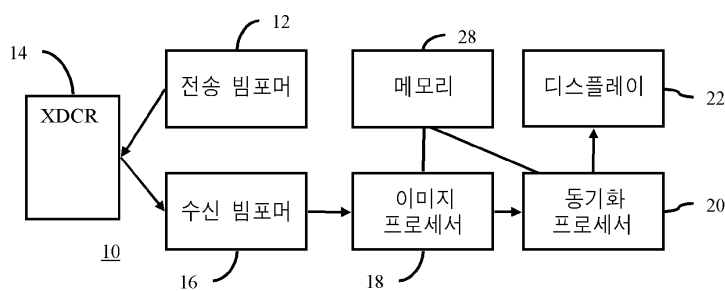 12
28
14
전송 빔포머
메모리
디스플레이
22
XDCR
수신 빔포머
이미지
프로세서
동기화
프로세서
20
10
16
18